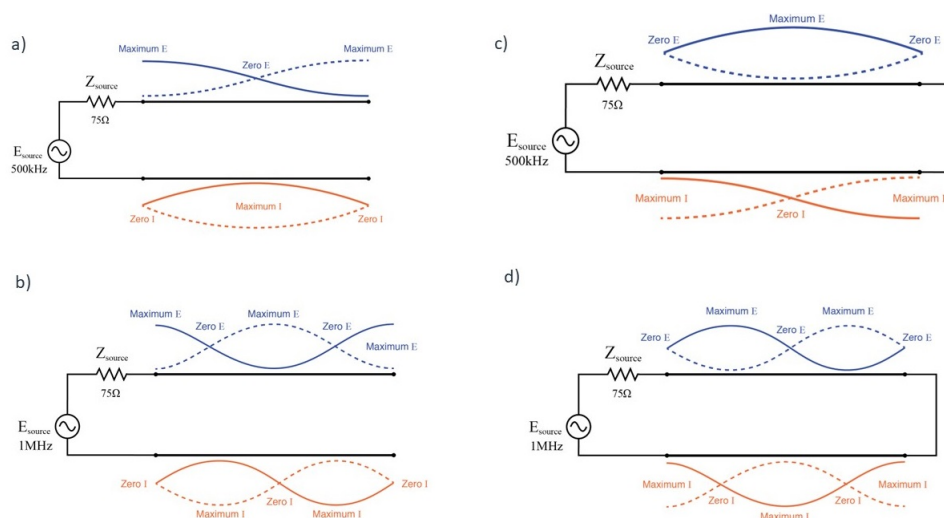 a)
Maximum E
Maximum E
Zero E
Zsource
75Ω
Esource
500kHz
Zero I
Maximum I
Zero I
c)
Maximum E
Zero E
Zero E
Zsource
75Ω
Esource
500kHz
Maximum I
Zero I
Maximum I
b)
Maximum E
Zero E
Maximum E
Zero E
Maximum E
Zsource
75Ω
Esource
1MHz
Zero I
Maximum I
Zero I
Maximum I
Zero I
d)
Maximum E
Maximum E
Zero E
Zero E
Zero E
Zsource
75Ω
Esource
1MHz
Maximum I
Zero I
Maximum I
Zero I
Maximum I